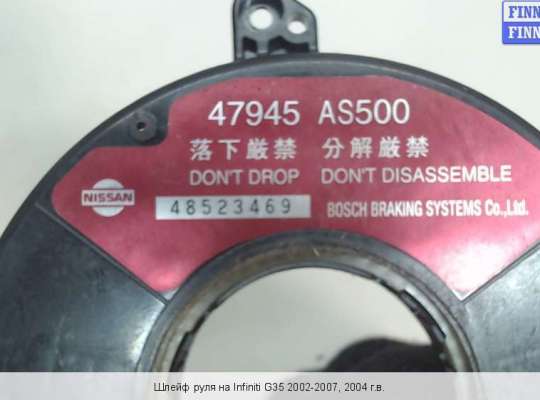 FINN
FINN
47945 AS500
落下厳禁 分解厳禁
DON'T DROP DON'T DISASSEMBLE
NISSAN
48523469 BOSCH BRAKING SYSTEMS Co.,Ltd.
Шлейф руля на Infiniti G35 2002-2007, 2004 г.в.